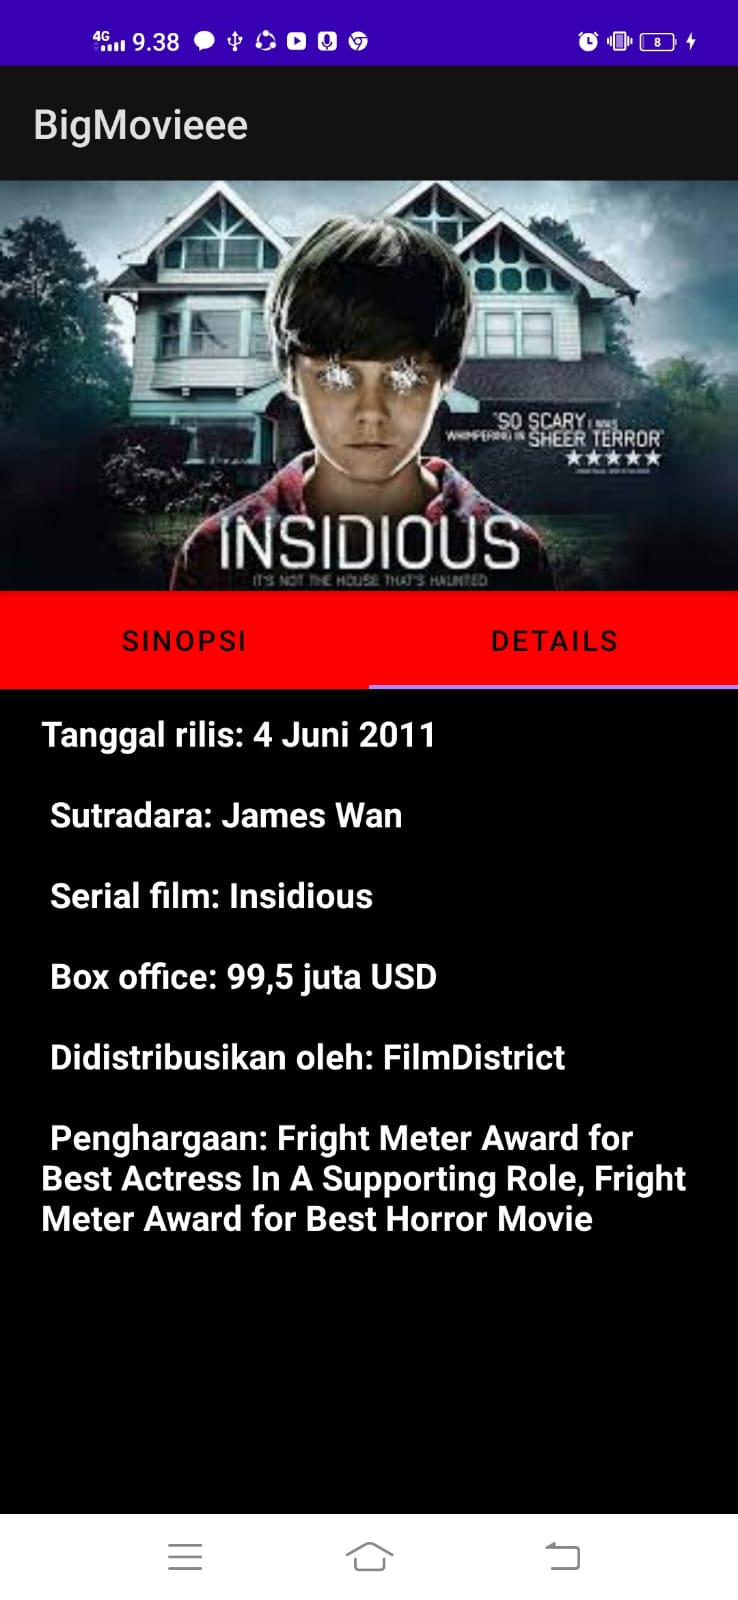 4G 9.38 8
BigMovieee
"SO SCARY I WAS
WHIMPERING IN SHEER TERROR"
INSIDIOUS
IT'S NOT THE HOUSE THAT'S HAUNTED
SINOPSI DETAILS
Tanggal rilis: 4 Juni 2011
Sutradara: James Wan
Serial film: Insidious
Box office: 99,5 juta USD
Didistribusikan oleh: FilmDistrict
Penghargaan: Fright Meter Award for
Best Actress In A Supporting Role, Fright
Meter Award for Best Horror Movie